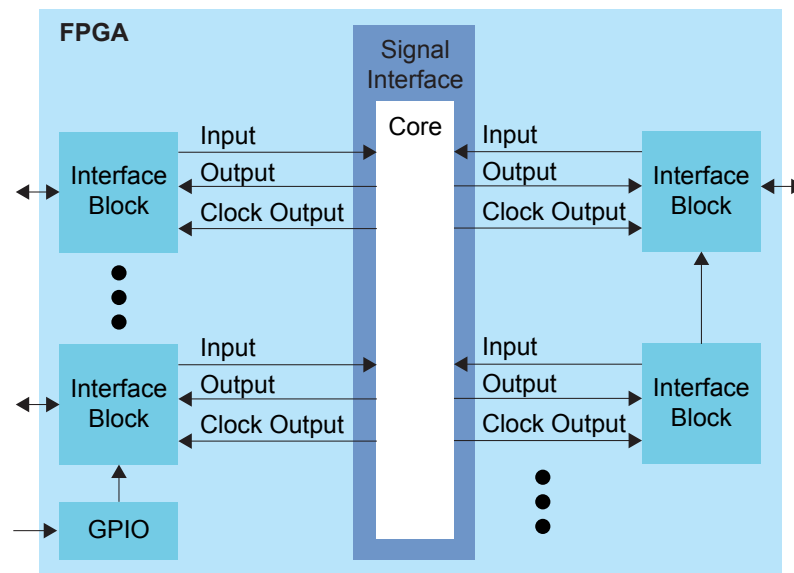 FPGA
Signal
Interface
Core
Input
Output
Clock Output
Interface
Block
Input
Output
Clock Output
Interface
Block
Input
Output
Clock Output
Interface
Block
Input
Output
Clock Output
Interface
Block
GPIO